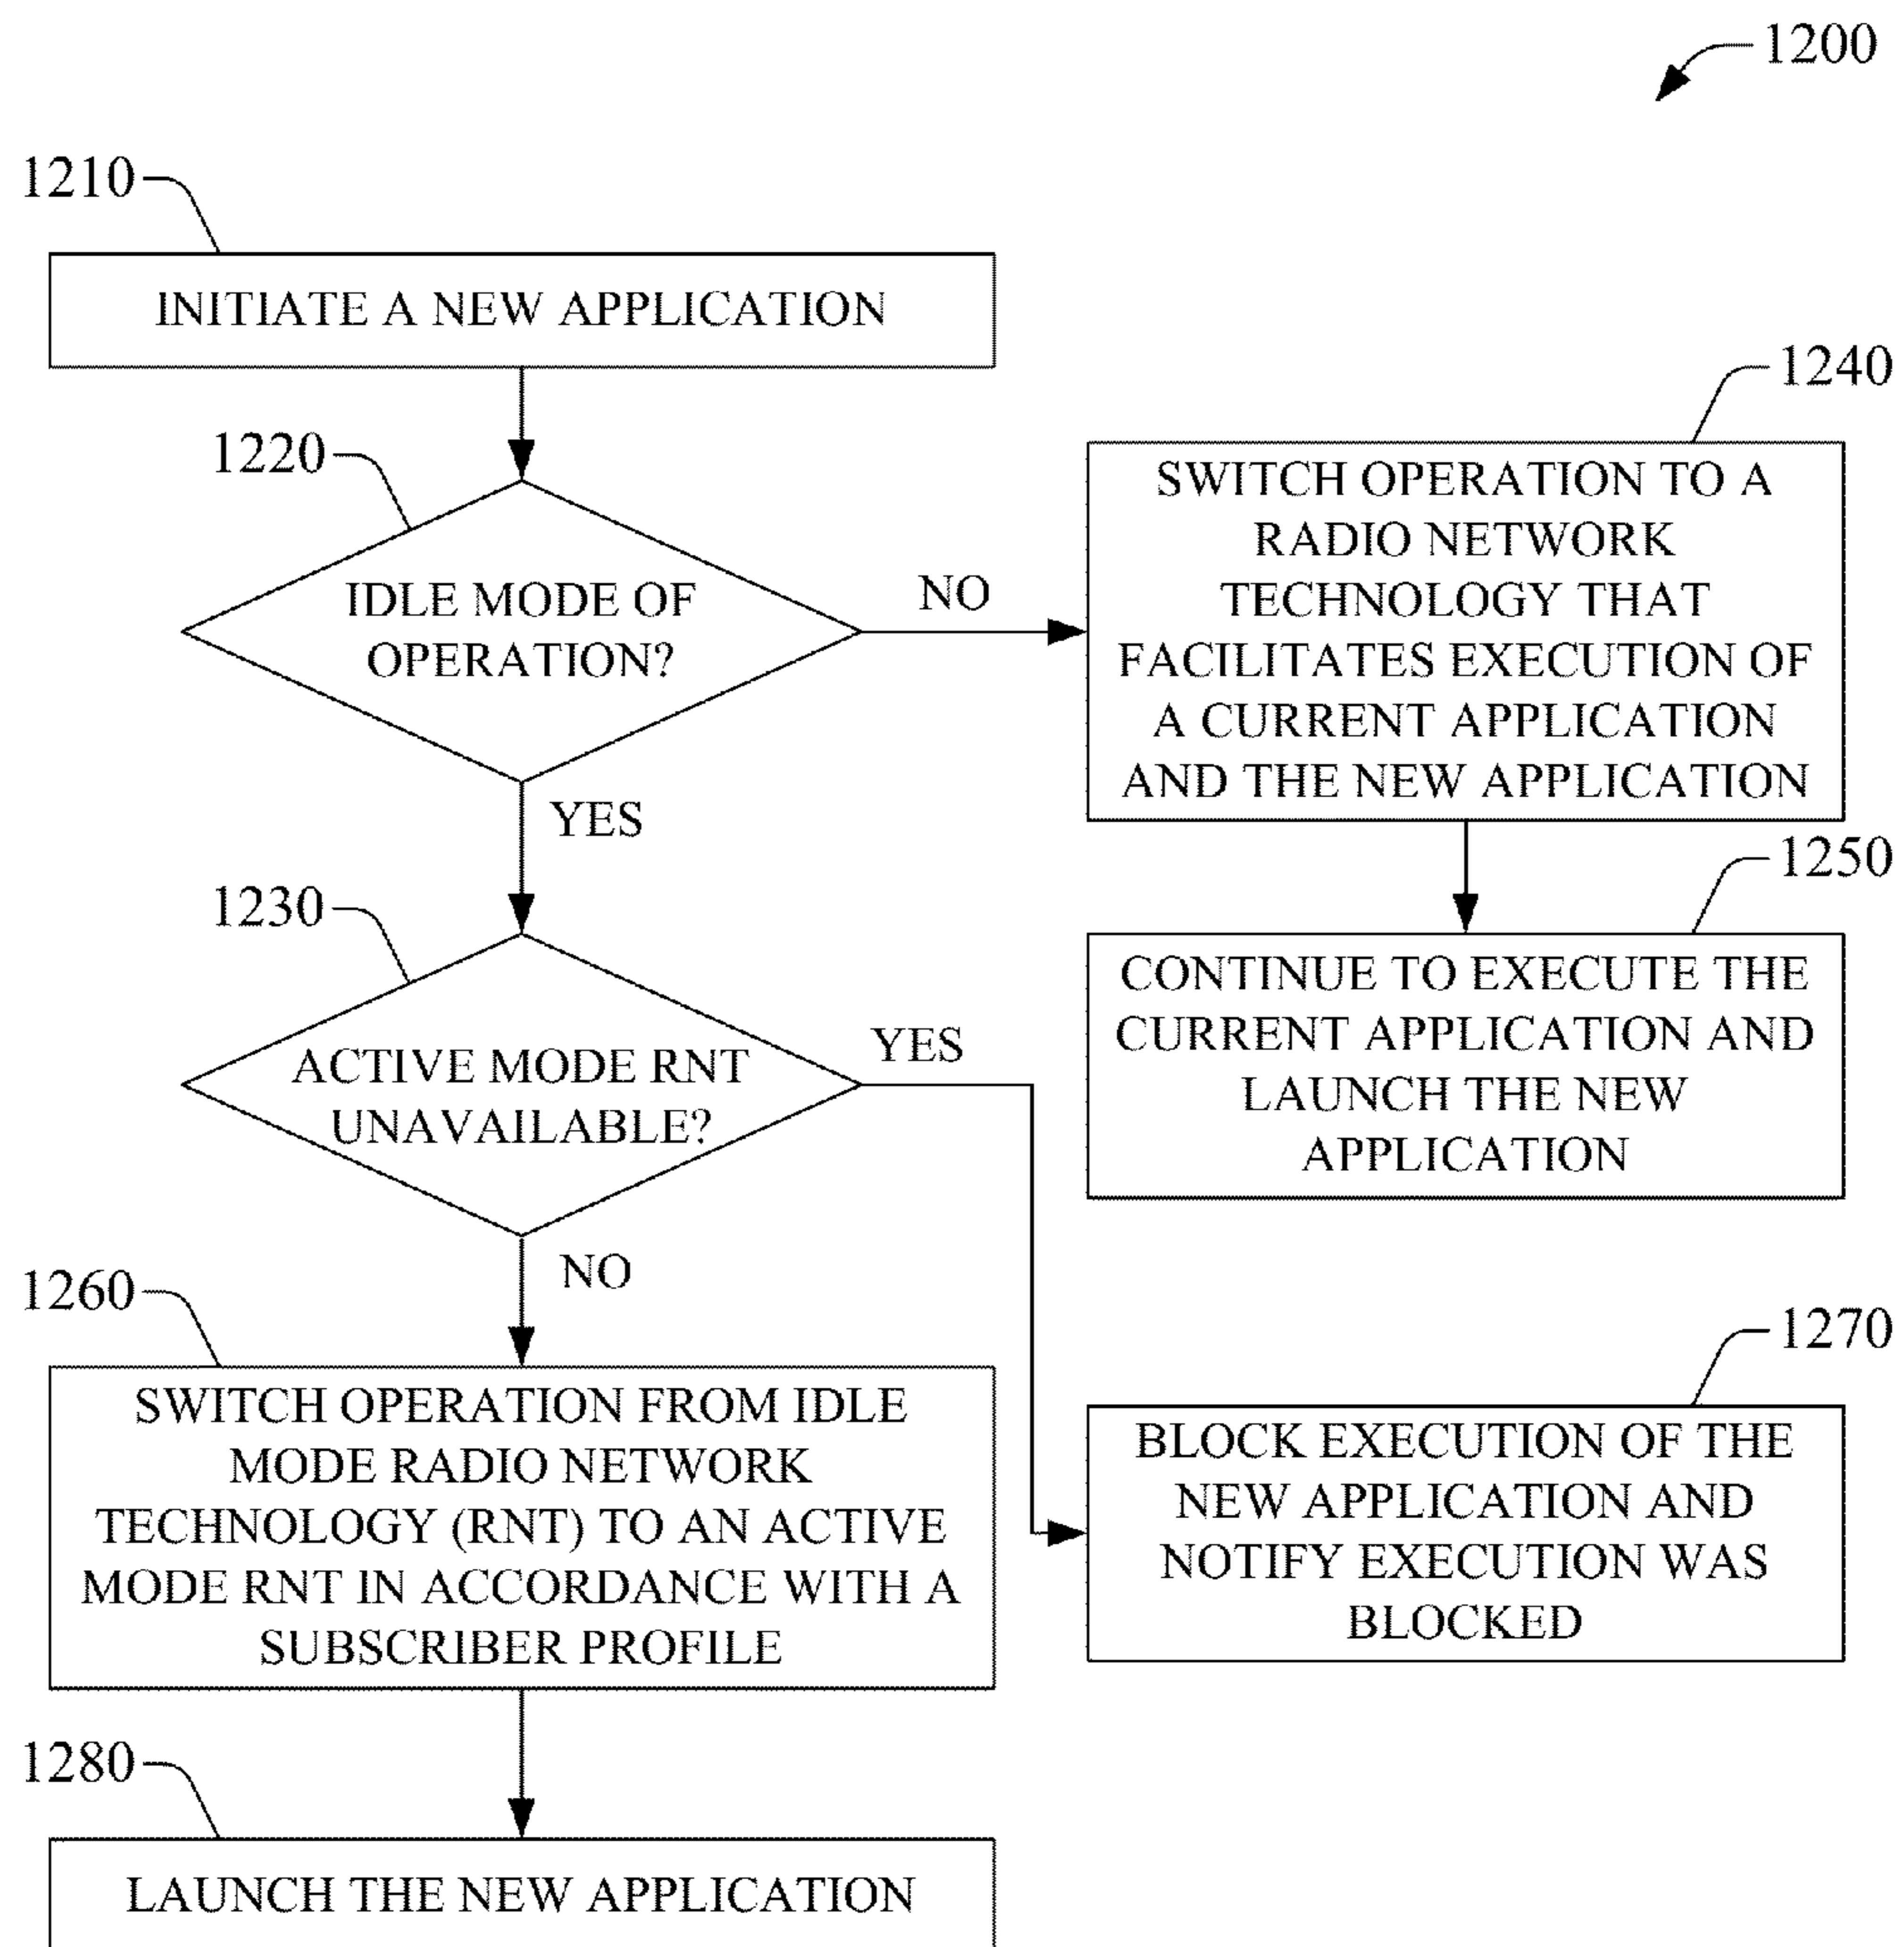 1200
1210
INITIATE A NEW APPLICATION
1220
IDLE MODE OF
OPERATION?
NO
YES
1240
SWITCH OPERATION TO A
RADIO NETWORK
TECHNOLOGY THAT
FACILITATES EXECUTION OF
A CURRENT APPLICATION
AND THE NEW APPLICATION
1250
CONTINUE TO EXECUTE THE
CURRENT APPLICATION AND
LAUNCH THE NEW
APPLICATION
1230
ACTIVE MODE RNT
UNAVAILABLE?
YES
NO
1260
SWITCH OPERATION FROM IDLE
MODE RADIO NETWORK
TECHNOLOGY (RNT) TO AN ACTIVE
MODE RNT IN ACCORDANCE WITH A
SUBSCRIBER PROFILE
1270
BLOCK EXECUTION OF THE
NEW APPLICATION AND
NOTIFY EXECUTION WAS
BLOCKED
1280
LAUNCH THE NEW APPLICATION